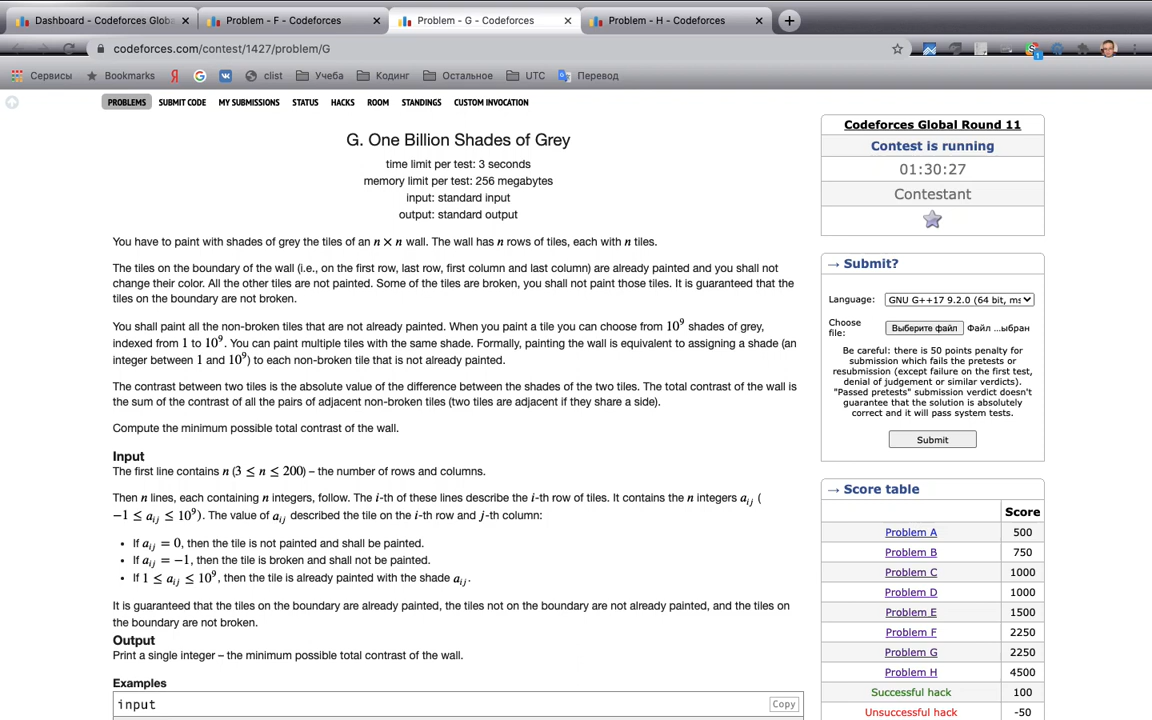 Dashboard - Codeforces Globa
Problem - F - Codeforces
Problem - G - Codeforces
Problem - H - Codeforces
codeforces.com/contest/1427/problem/G
Сервисы
Bookmarks
clist
Учеба
Кодинг
Остальное
UTC
Перевод
PROBLEMS SUBMIT CODE MY SUBMISSIONS STATUS HACKS ROOM STANDINGS CUSTOM INVOCATION
G. One Billion Shades of Grey
time limit per test: 3 seconds
memory limit per test: 256 megabytes
input: standard input
output: standard output
You have to paint with shades of grey the tiles of an n × n wall. The wall has n rows of tiles, each with n tiles.
The tiles on the boundary of the wall (i.e., on the first row, last row, first column and last column) are already painted and you shall not
change their color. All the other tiles are not painted. Some of the tiles are broken, you shall not paint those tiles. It is guaranteed that the
tiles on the boundary are not broken.
You shall paint all the non-broken tiles that are not already painted. When you paint a tile you can choose from 10⁹ shades of grey,
indexed from 1 to 10⁹. You can paint multiple tiles with the same shade. Formally, painting the wall is equivalent to assigning a shade (an
integer between 1 and 10⁹) to each non-broken tile that is not already painted.
The contrast between two tiles is the absolute value of the difference between the shades of the two tiles. The total contrast of the wall is
the sum of the contrast of all the pairs of adjacent non-broken tiles (two tiles are adjacent if they share a side).
Compute the minimum possible total contrast of the wall.
Input
The first line contains n (3 ≤ n ≤ 200) – the number of rows and columns.
Then n lines, each containing n integers, follow. The i-th of these lines describe the i-th row of tiles. It contains the n integers aᵢⱼ (
−1 ≤ aᵢⱼ ≤ 10⁹). The value of aᵢⱼ described the tile on the i-th row and j-th column:
• If aᵢⱼ = 0, then the tile is not painted and shall be painted.
• If aᵢⱼ = −1, then the tile is broken and shall not be painted.
• If 1 ≤ aᵢⱼ ≤ 10⁹, then the tile is already painted with the shade aᵢⱼ.
It is guaranteed that the tiles on the boundary are already painted, the tiles not on the boundary are not already painted, and the tiles on
the boundary are not broken.
Output
Print a single integer – the minimum possible total contrast of the wall.
Examples
input
Copy
Codeforces Global Round 11
Contest is running
01:30:27
Contestant
→ Submit?
Language: GNU G++17 9.2.0 (64 bit, ms
Choose
file: Выберите файл Файл ...ыбран
Be careful: there is 50 points penalty for
submission which fails the pretests or
resubmission (except failure on the first test,
denial of judgement or similar verdicts).
"Passed pretests" submission verdict doesn't
guarantee that the solution is absolutely
correct and it will pass system tests.
Submit
→ Score table
Score
Problem A 500
Problem B 750
Problem C 1000
Problem D 1000
Problem E 1500
Problem F 2250
Problem G 2250
Problem H 4500
Successful hack 100
Unsuccessful hack -50